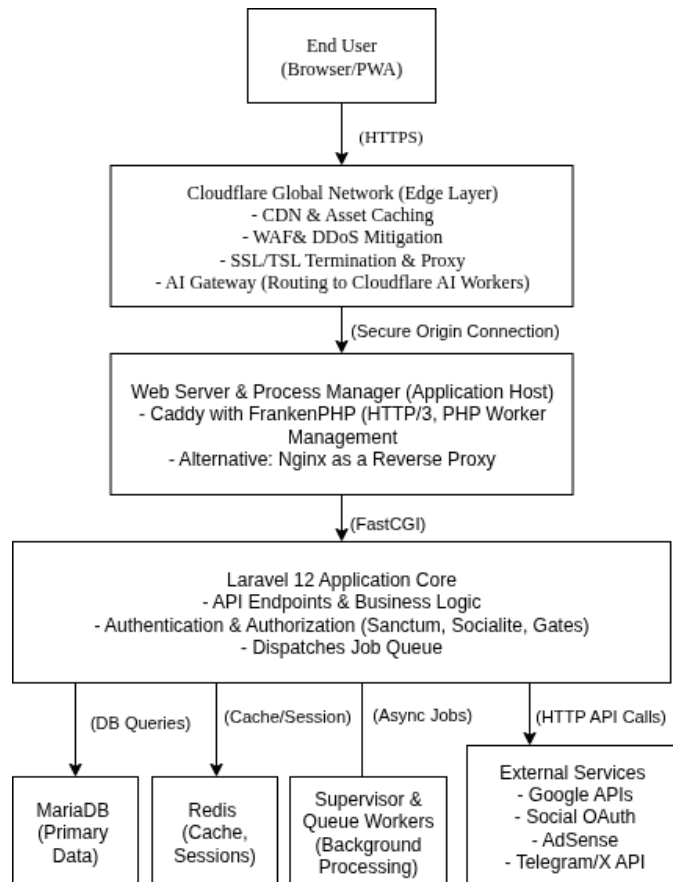 End User
(Browser/PWA)
(HTTPS)
Cloudflare Global Network (Edge Layer)
- CDN & Asset Caching
- WAF& DDoS Mitigation
- SSL/TSL Termination & Proxy
- AI Gateway (Routing to Cloudflare AI Workers)
(Secure Origin Connection)
Web Server & Process Manager (Application Host)
- Caddy with FrankenPHP (HTTP/3, PHP Worker
Management
- Alternative: Nginx as a Reverse Proxy
(FastCGI)
Laravel 12 Application Core
- API Endpoints & Business Logic
- Authentication & Authorization (Sanctum, Socialite, Gates)
- Dispatches Job Queue
(DB Queries)
(Cache/Session)
(Async Jobs)
(HTTP API Calls)
MariaDB
(Primary
Data)
Redis
(Cache,
Sessions)
Supervisor &
Queue Workers
(Background
Processing)
External Services
- Google APIs
- Social OAuth
- AdSense
- Telegram/X API